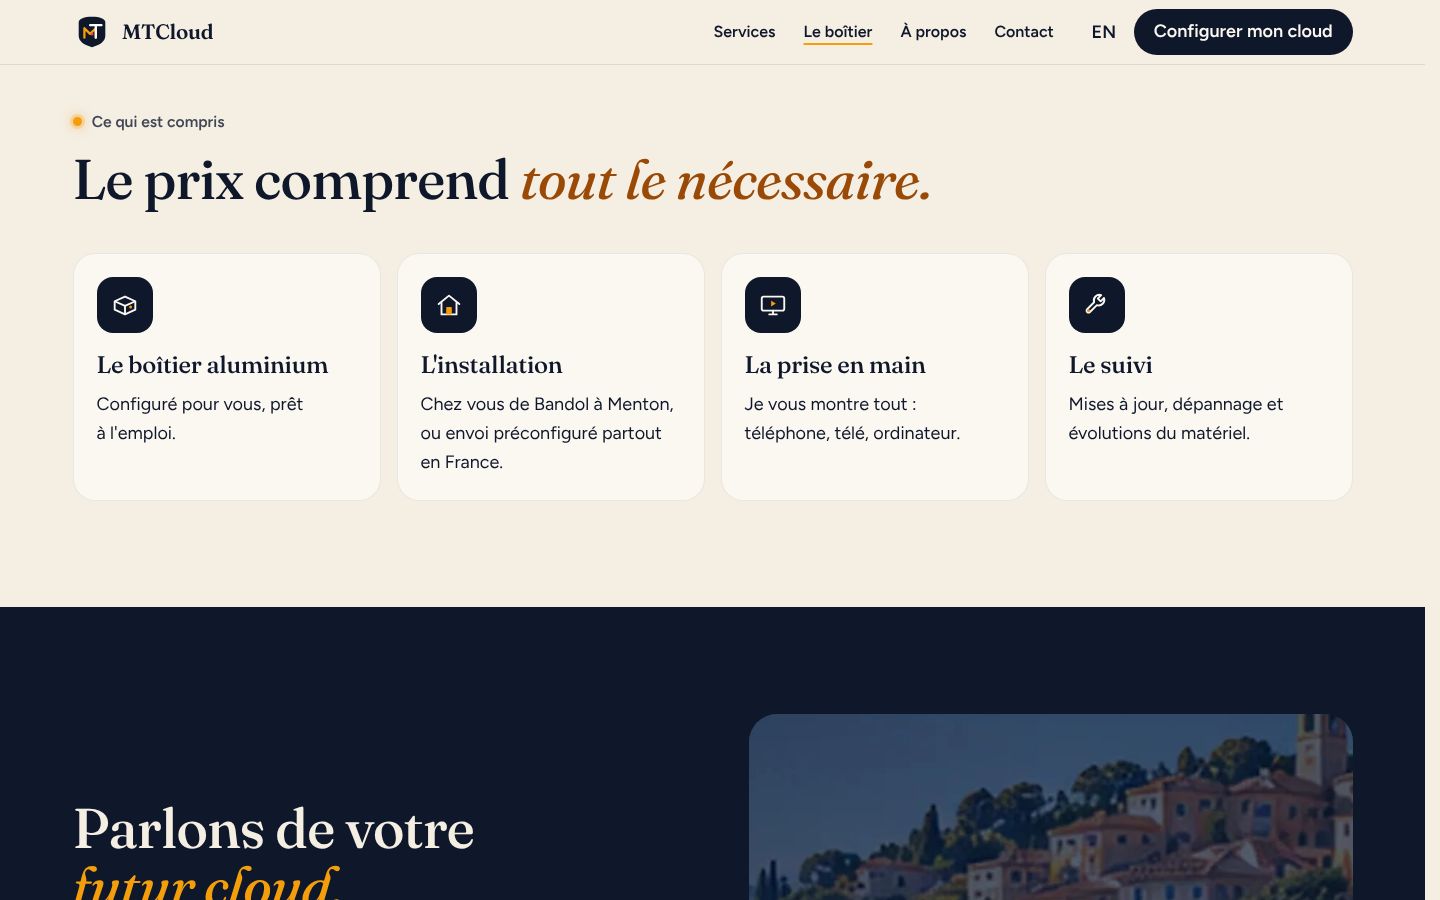 MTCloud
Services
Le boîtier
À propos
Contact
EN
Configurer mon cloud
Ce qui est compris
Le prix comprend tout le nécessaire.
Le boîtier aluminium
Configuré pour vous, prêt
à l'emploi.
L'installation
Chez vous de Bandol à Menton,
ou envoi préconfiguré partout
en France.
La prise en main
Je vous montre tout :
téléphone, télé, ordinateur.
Le suivi
Mises à jour, dépannage et
évolutions du matériel.
Parlons de votre
futur cloud.